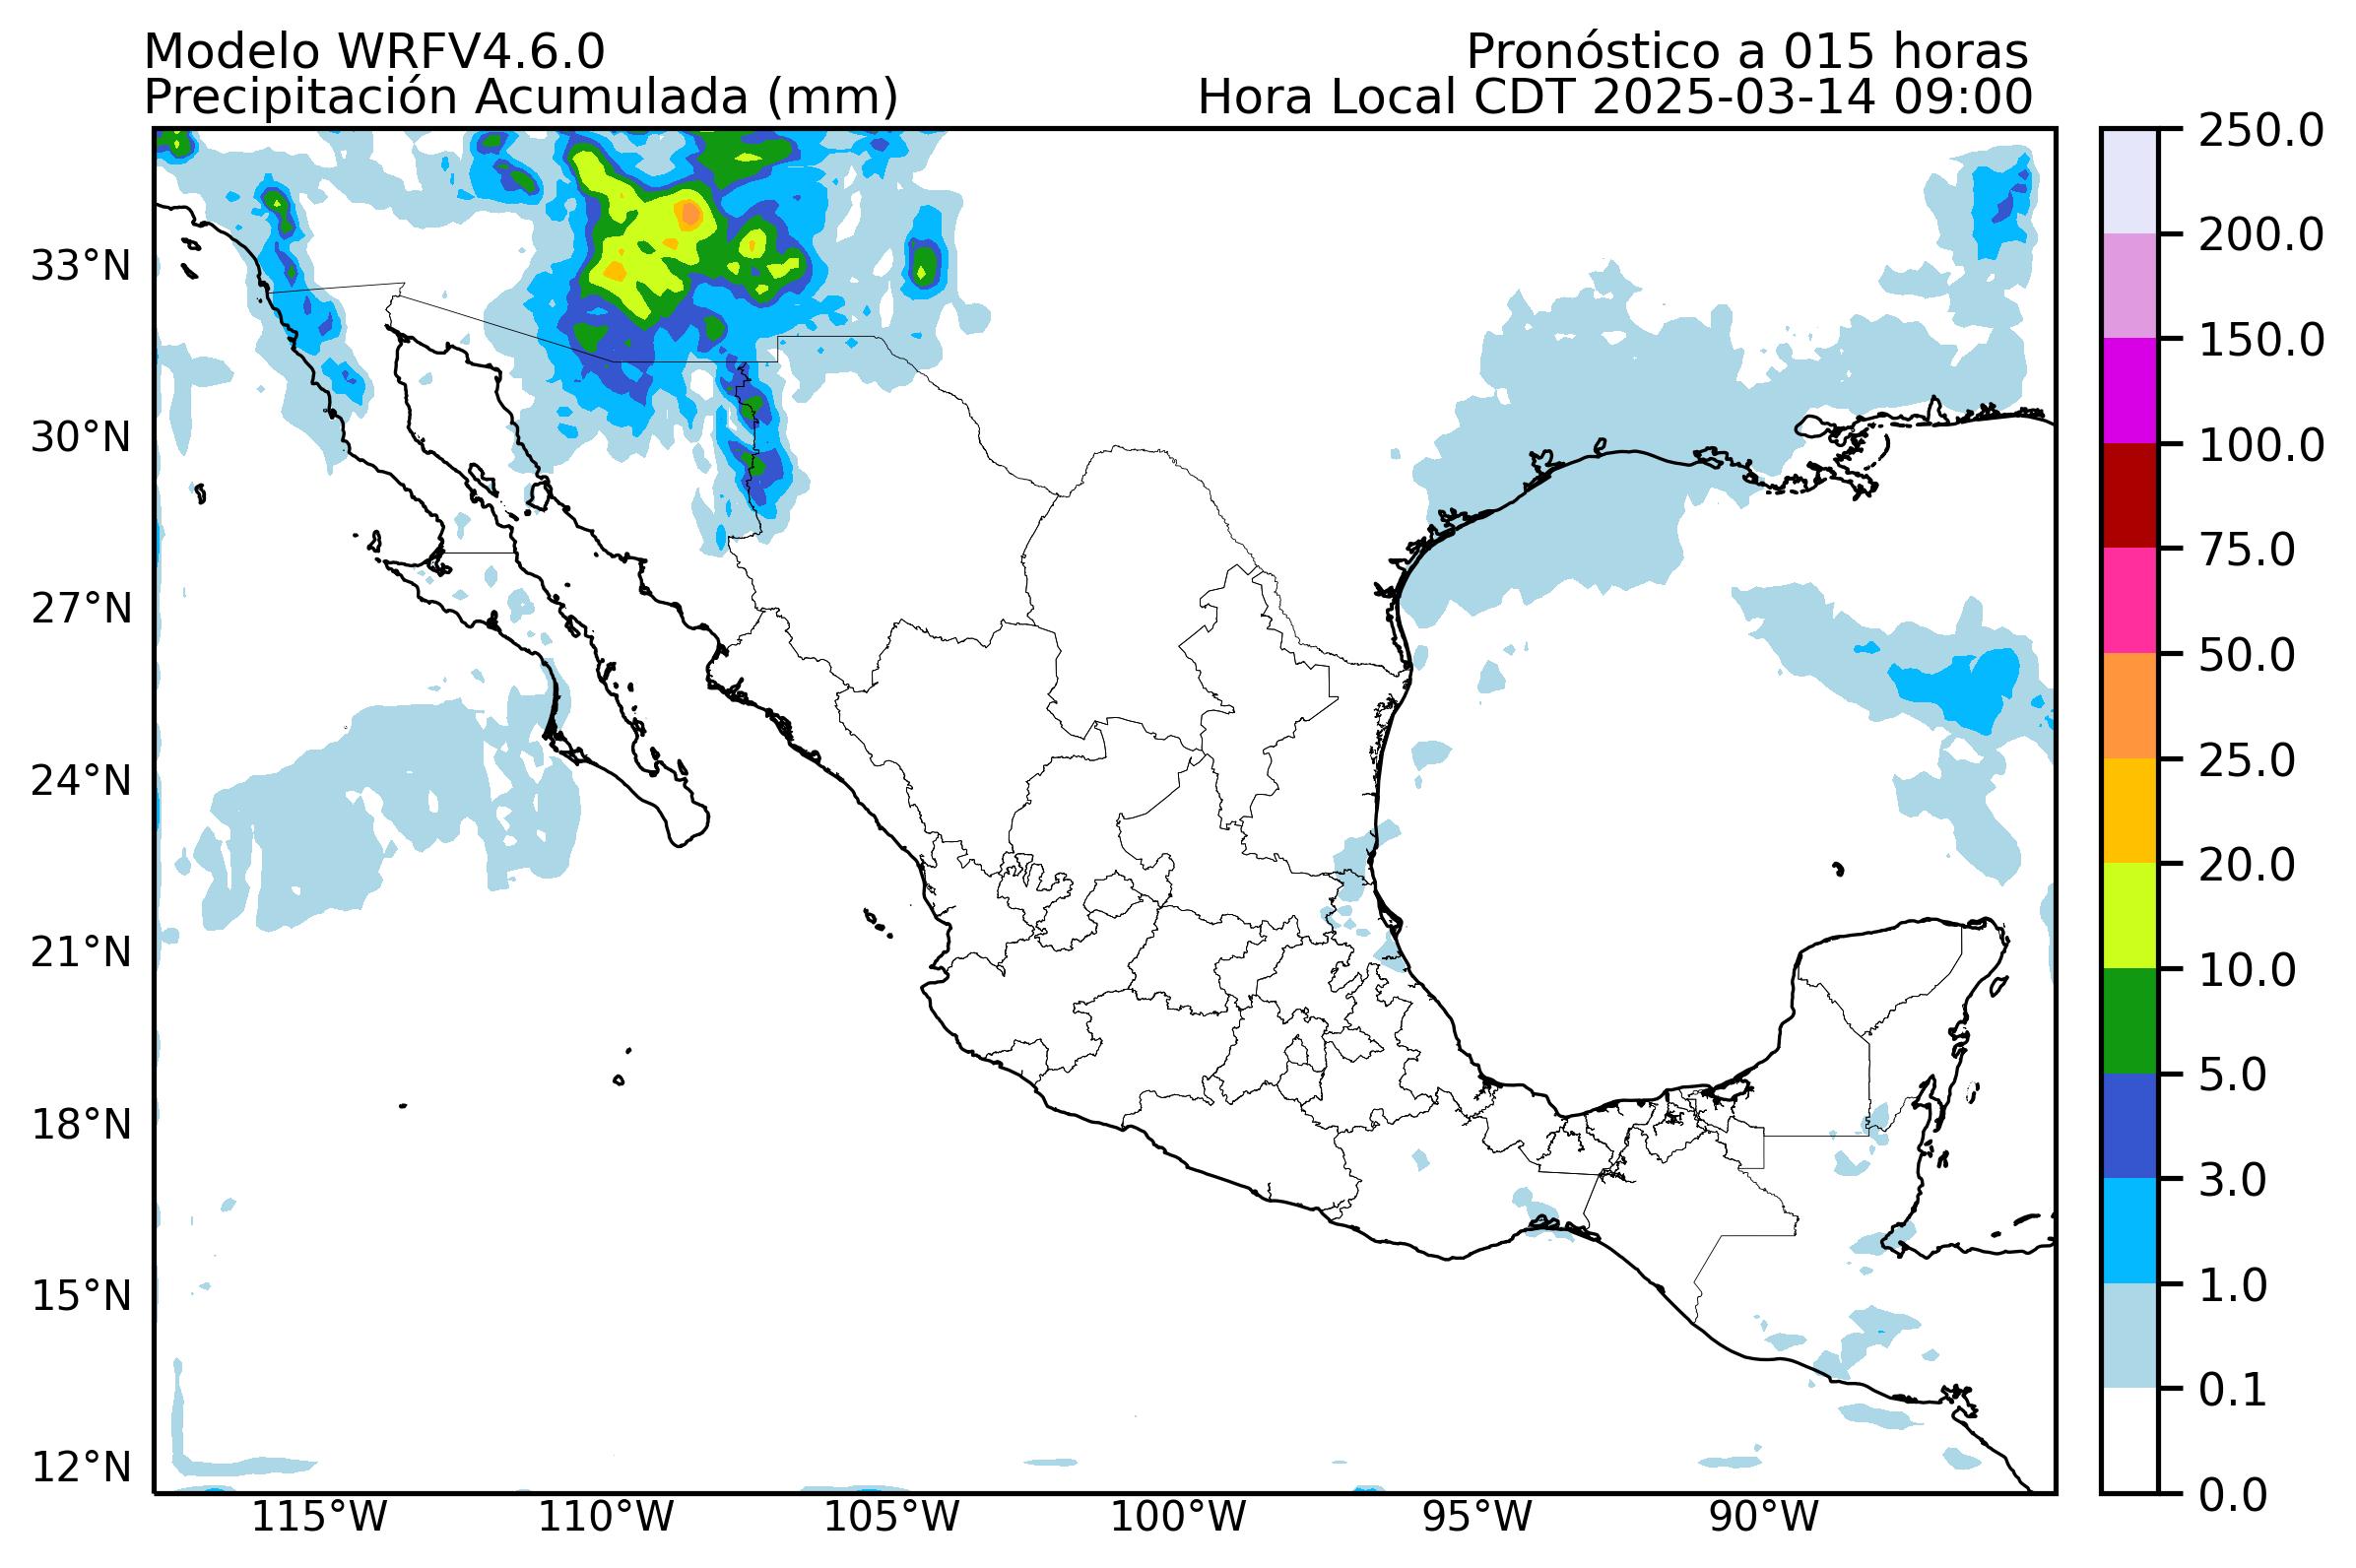 Modelo WRFV4.6.0
Pronóstico a 015 horas
Precipitación Acumulada (mm)
Hora Local CDT 2025-03-14 09:00
33°N
30°N
27°N
24°N
21°N
18°N
15°N
12°N
115°W
110°W
105°W
100°W
95°W
90°W
250.0
200.0
150.0
100.0
75.0
50.0
25.0
20.0
10.0
5.0
3.0
1.0
0.1
0.0